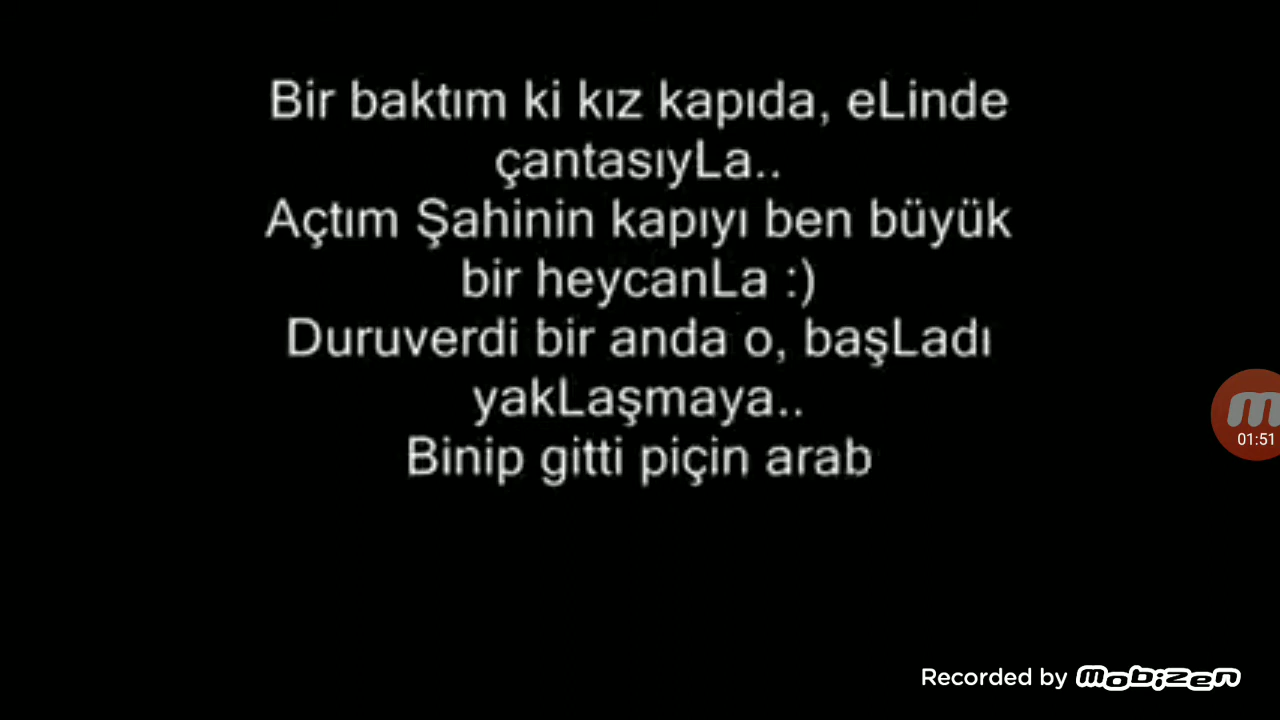 Bir baktım ki kız kapıda, eLinde
çantasıyLa..
Açtım Şahinin kapıyı ben büyük
bir heycanLa :)
Duruverdi bir anda o, başLadı
yakLaşmaya..
Binip gitti piçin arab
01:51
Recorded by mobizen